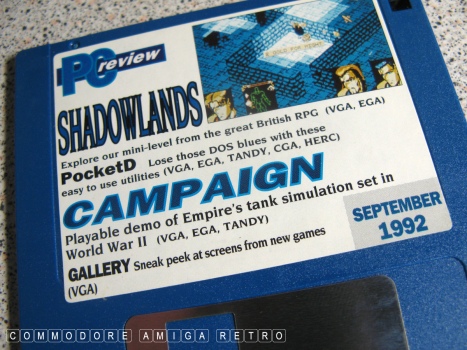 PC review
SHADOWLANDS
Explore our mini-level from the great British RPG (VGA, EGA)
PocketD Lose those DOS blues with these
easy to use utilities (VGA, EGA, TANDY, CGA, HERC)
CAMPAIGN
Playable demo of Empire's tank simulation set in
World War II (VGA, EGA, TANDY)
GALLERY Sneak peek at screens from new games
(VGA)
SEPTEMBER
1992
COMMODORE AMIGA RETRO